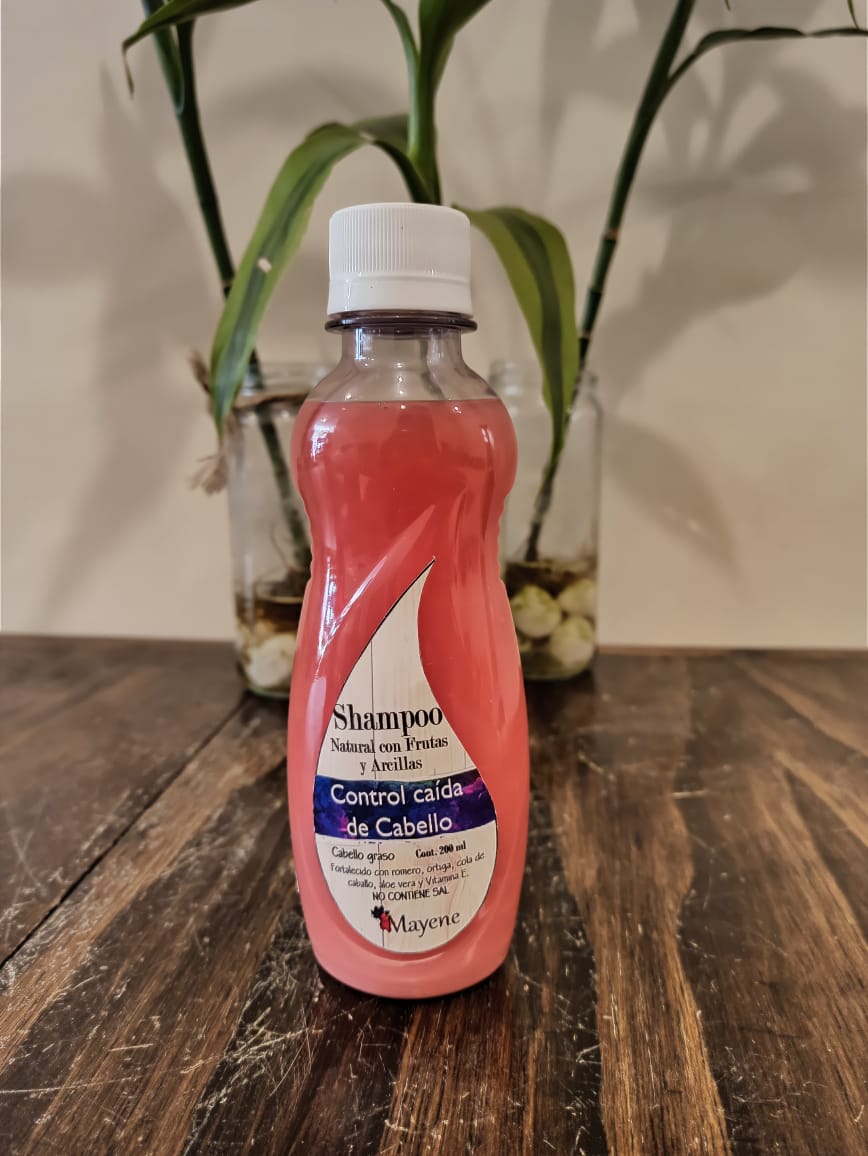 Shampoo
Natural con Frutas
y Arcillas
Control caída
de Cabello
Cabello graso Cont. 200 ml
Fortalecido con romero, ortiga, cola de
caballo, aloe vera y Vitamina E.
NO CONTIENE SAL
Mayene